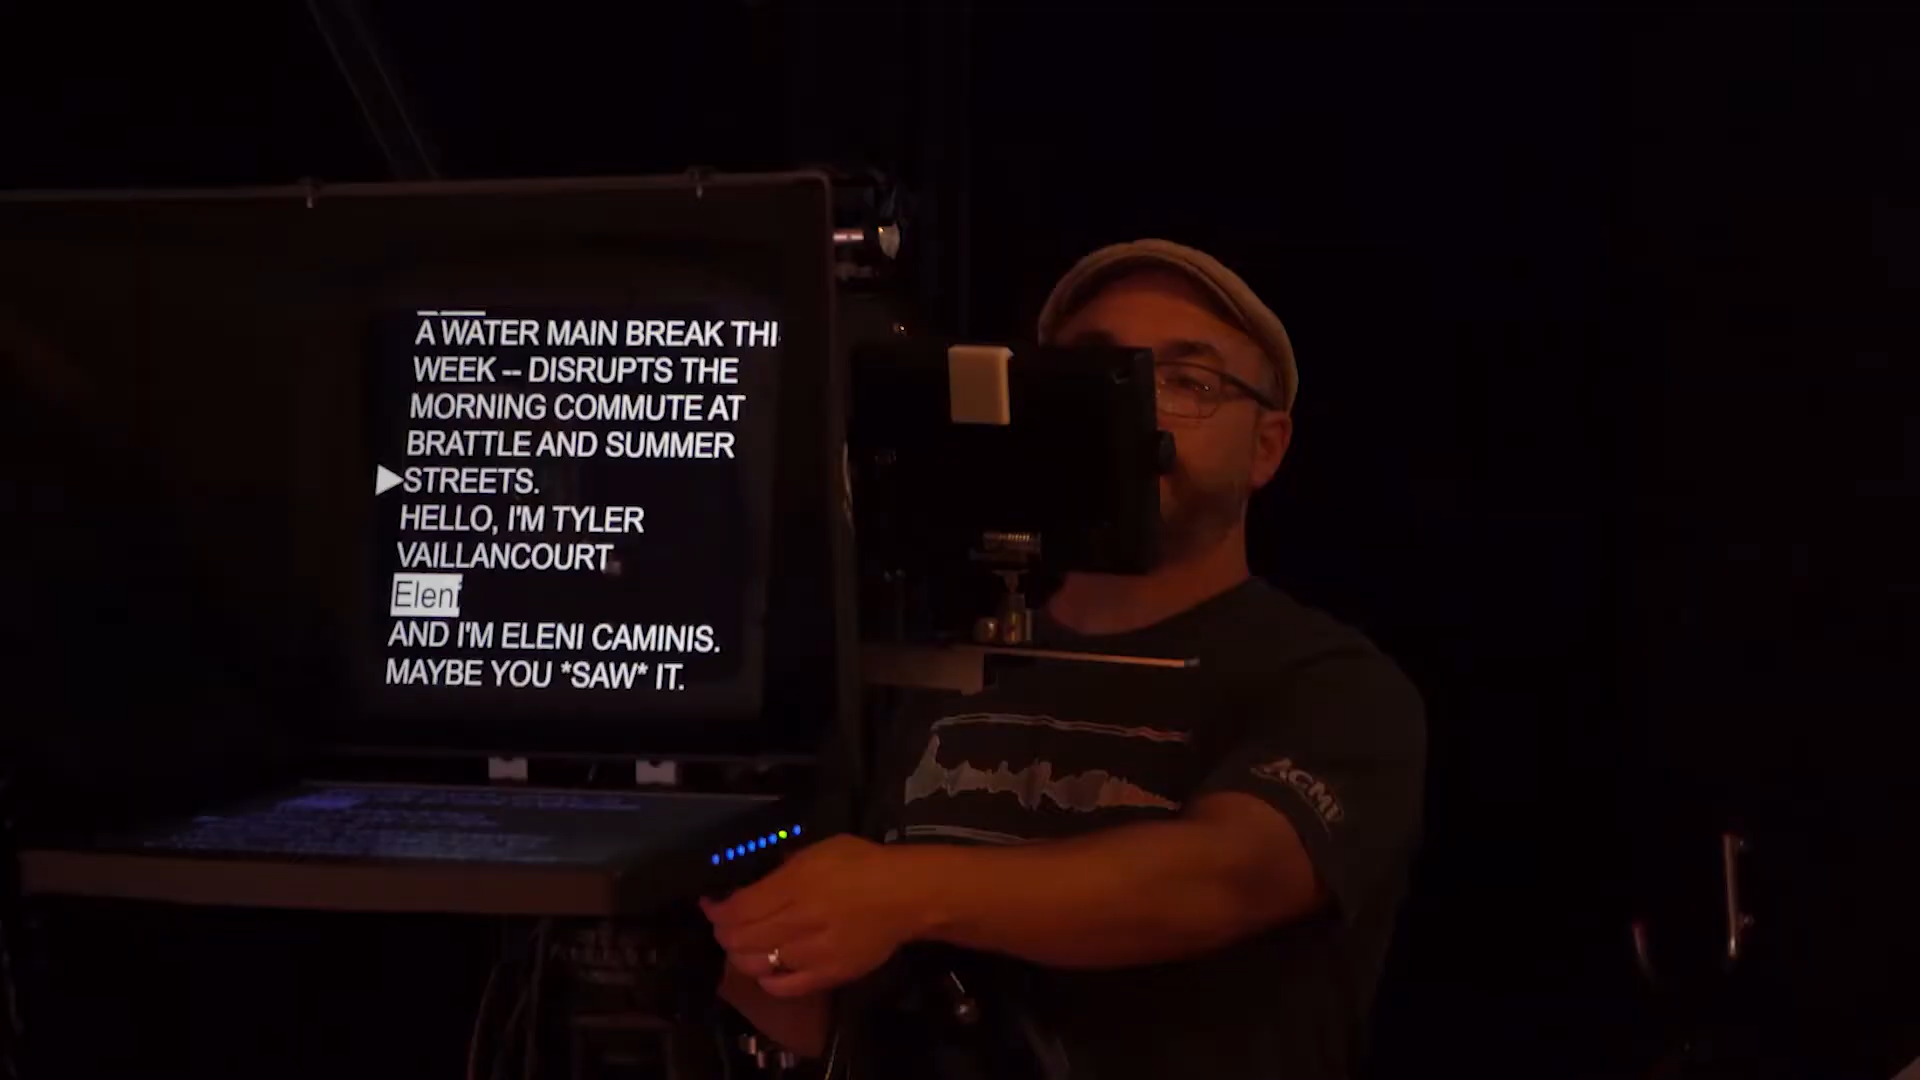 A WATER MAIN BREAK THI
WEEK -- DISRUPTS THE
MORNING COMMUTE AT
BRATTLE AND SUMMER
STREETS.
HELLO, I'M TYLER
VAILLANCOURT
Eleni
AND I'M ELENI CAMINIS.
MAYBE YOU *SAW* IT.
ACMI